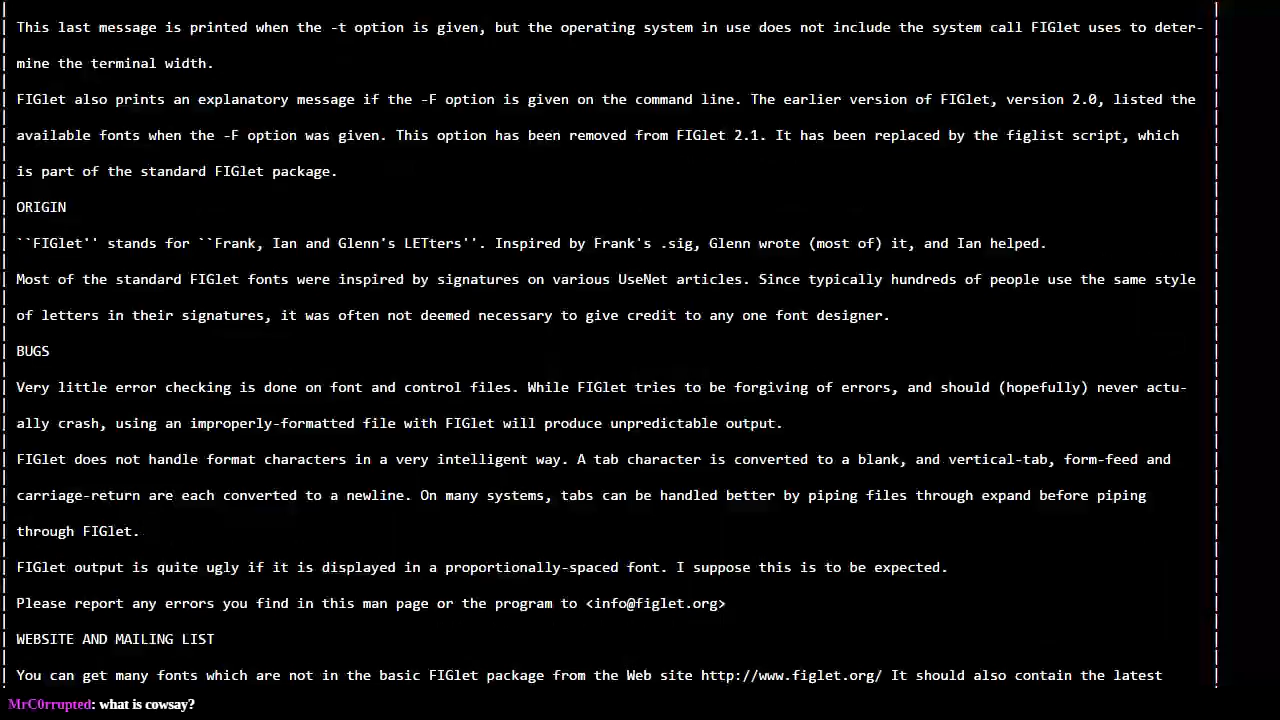 This last message is printed when the -t option is given, but the operating system in use does not include the system call FIGlet uses to deter-
mine the terminal width.
FIGlet also prints an explanatory message if the -F option is given on the command line. The earlier version of FIGlet, version 2.0, listed the
available fonts when the -F option was given. This option has been removed from FIGlet 2.1. It has been replaced by the figlist script, which
is part of the standard FIGlet package.
ORIGIN
``FIGlet'' stands for ``Frank, Ian and Glenn's LETters''. Inspired by Frank's .sig, Glenn wrote (most of) it, and Ian helped.
Most of the standard FIGlet fonts were inspired by signatures on various UseNet articles. Since typically hundreds of people use the same style
of letters in their signatures, it was often not deemed necessary to give credit to any one font designer.
BUGS
Very little error checking is done on font and control files. While FIGlet tries to be forgiving of errors, and should (hopefully) never actu-
ally crash, using an improperly-formatted file with FIGlet will produce unpredictable output.
FIGlet does not handle format characters in a very intelligent way. A tab character is converted to a blank, and vertical-tab, form-feed and
carriage-return are each converted to a newline. On many systems, tabs can be handled better by piping files through expand before piping
through FIGlet.
FIGlet output is quite ugly if it is displayed in a proportionally-spaced font. I suppose this is to be expected.
Please report any errors you find in this man page or the program to <info@figlet.org>
WEBSITE AND MAILING LIST
You can get many fonts which are not in the basic FIGlet package from the Web site http://www.figlet.org/ It should also contain the latest
MrC0rrupted: what is cowsay?